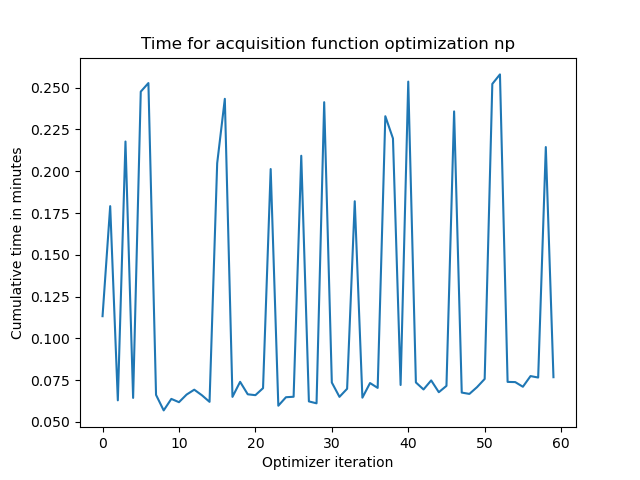 Time for acquisition function optimization np
Cumulative time in minutes
0.250
0.225
0.200
0.175
0.150
0.125
0.100
0.075
0.050
0 10 20 30 40 50 60
Optimizer iteration